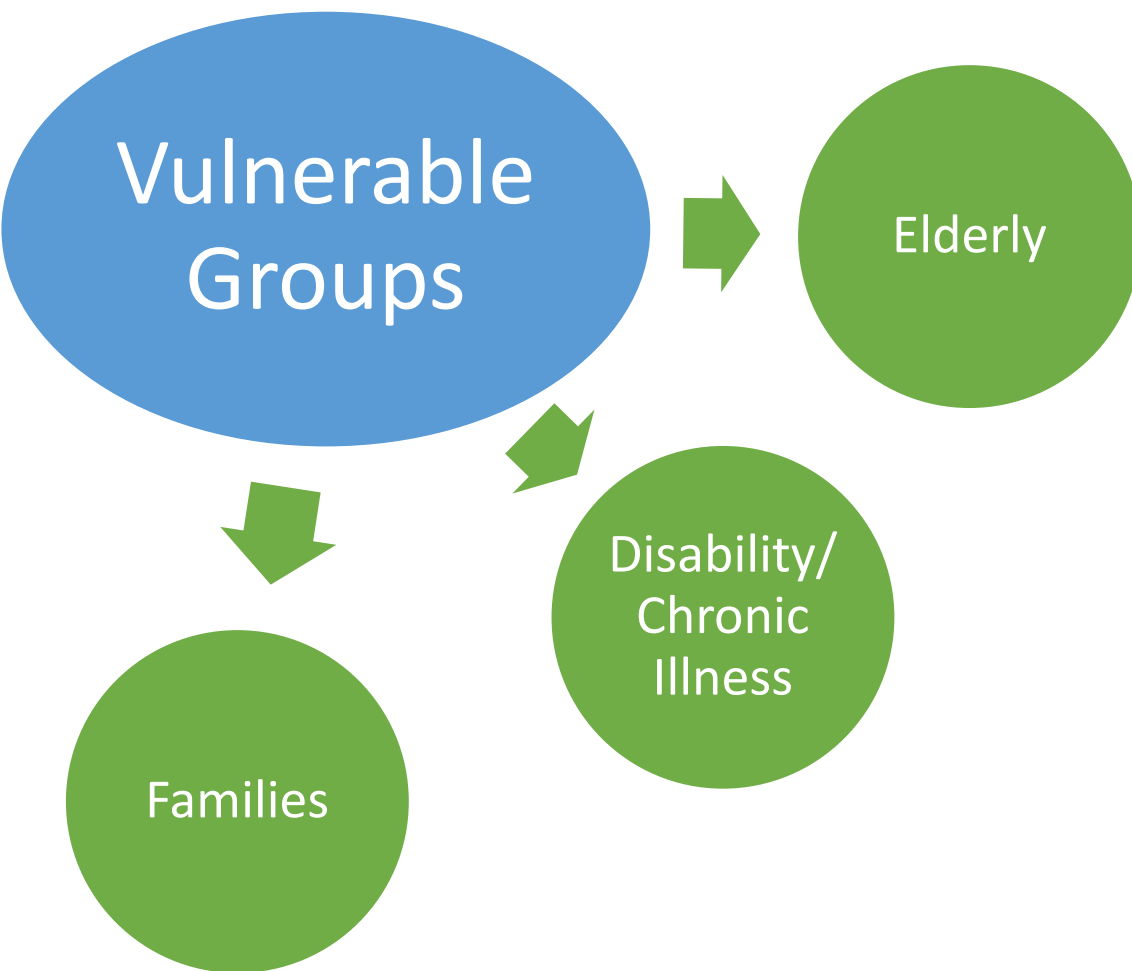 Vulnerable
Groups
Elderly
Disability/
Chronic
Illness
Families